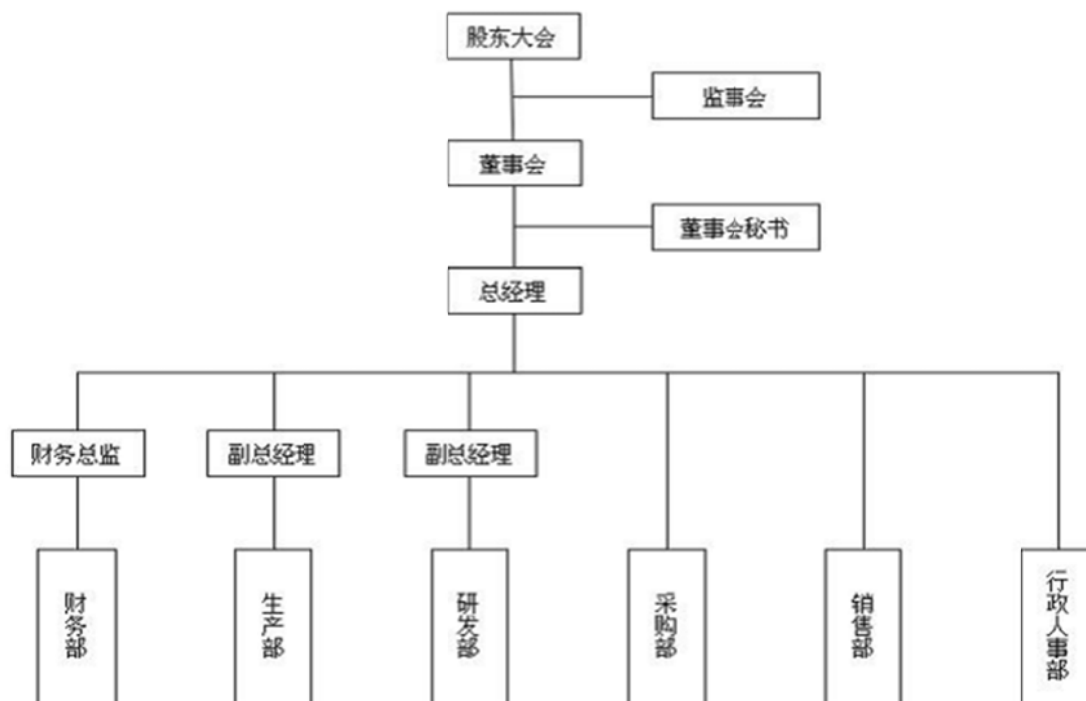 股东大会
监事会
董事会
董事会秘书
总经理
财务总监
副总经理
副总经理
财务部
生产部
研发部
采购部
销售部
行政人事部